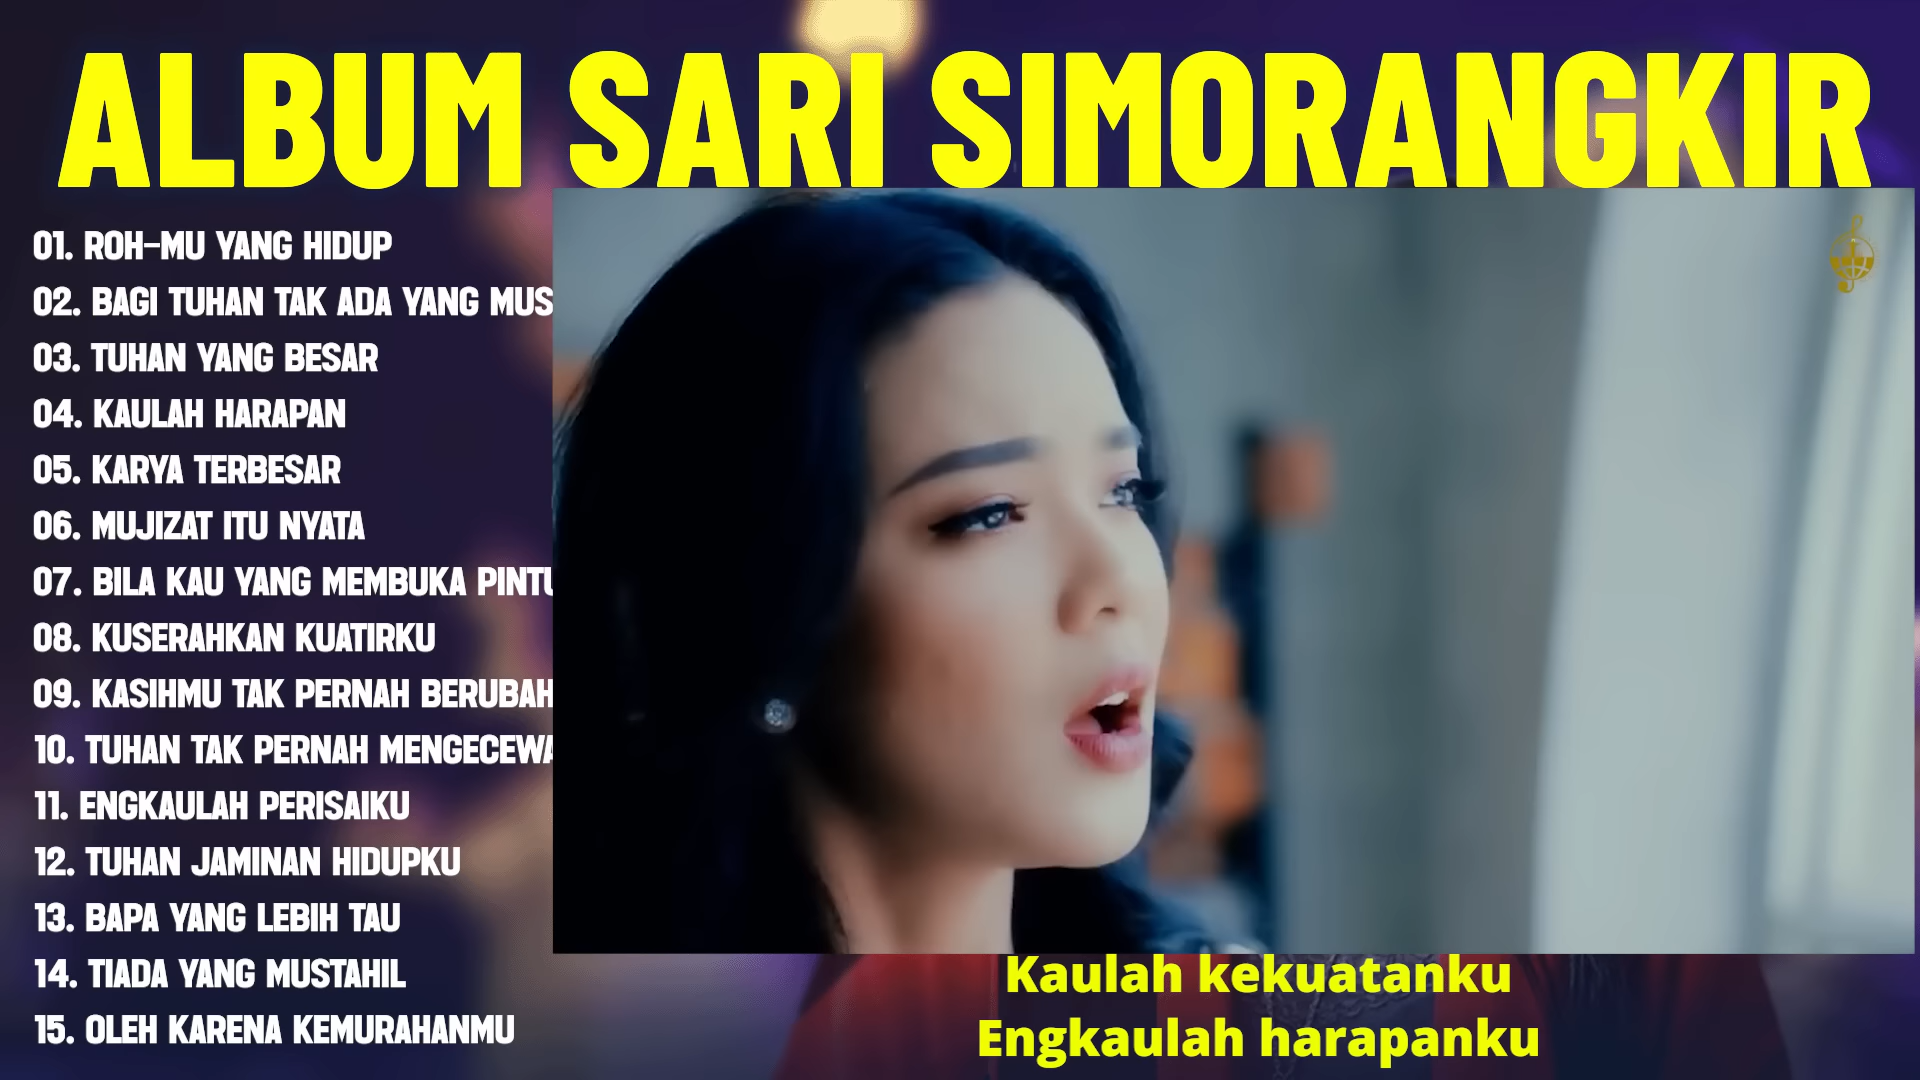 ALBUM SARI SIMORANGKIR
01. ROH-MU YANG HIDUP
02. BAGI TUHAN TAK ADA YANG MUS
03. TUHAN YANG BESAR
04. KAULAH HARAPAN
05. KARYA TERBESAR
06. MUJIZAT ITU NYATA
07. BILA KAU YANG MEMBUKA PINTU
08. KUSERAHKAN KUATIRKU
09. KASIHMU TAK PERNAH BERUBAH
10. TUHAN TAK PERNAH MENGECEWA
11. ENGKAULAH PERISAIKU
12. TUHAN JAMINAN HIDUPKU
13. BAPA YANG LEBIH TAU
14. TIADA YANG MUSTAHIL
15. OLEH KARENA KEMURAHANMU
Kaulah kekuatanku
Engkaulah harapanku